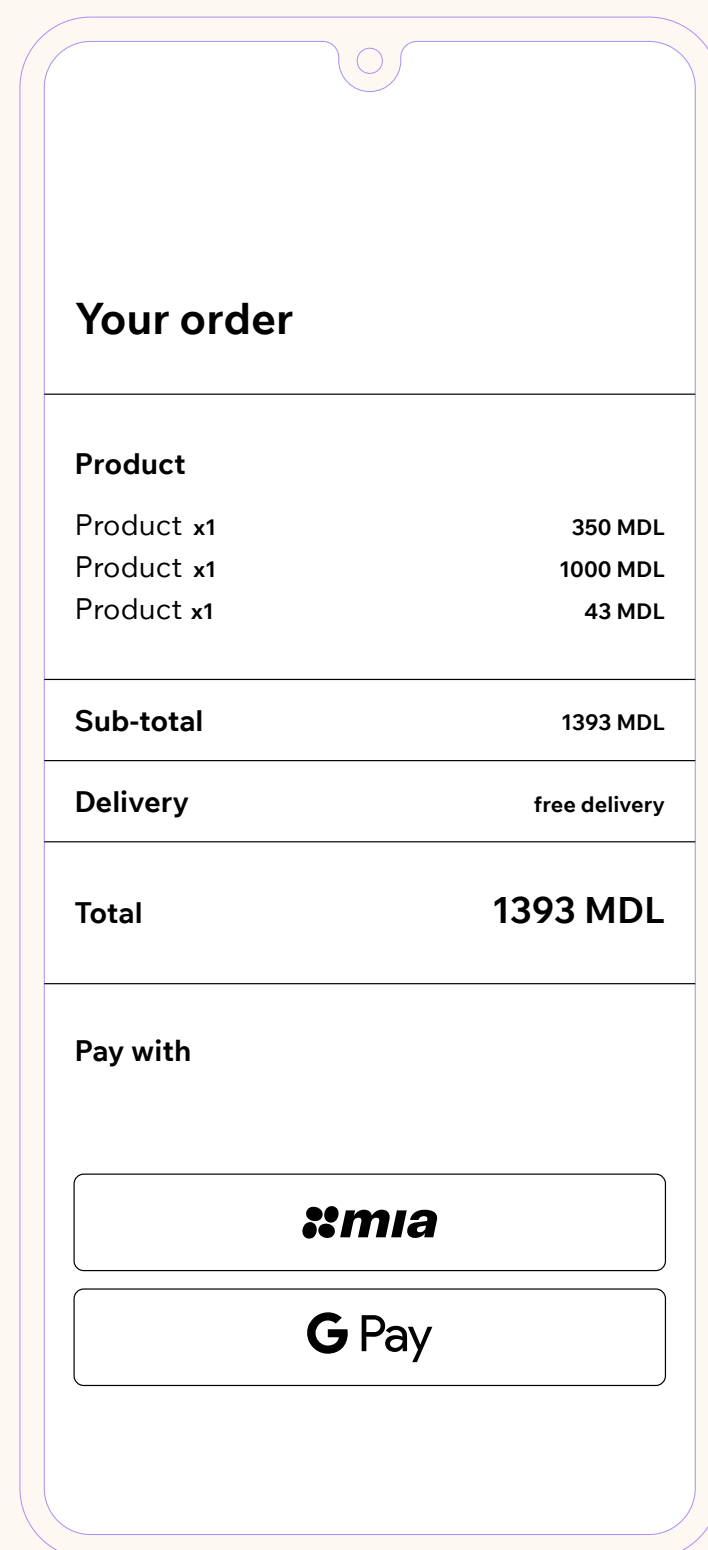 Your order
Product
Product x1 350 MDL
Product x1 1000 MDL
Product x1 43 MDL
Sub-total 1393 MDL
Delivery free delivery
Total 1393 MDL
Pay with
mia
G Pay